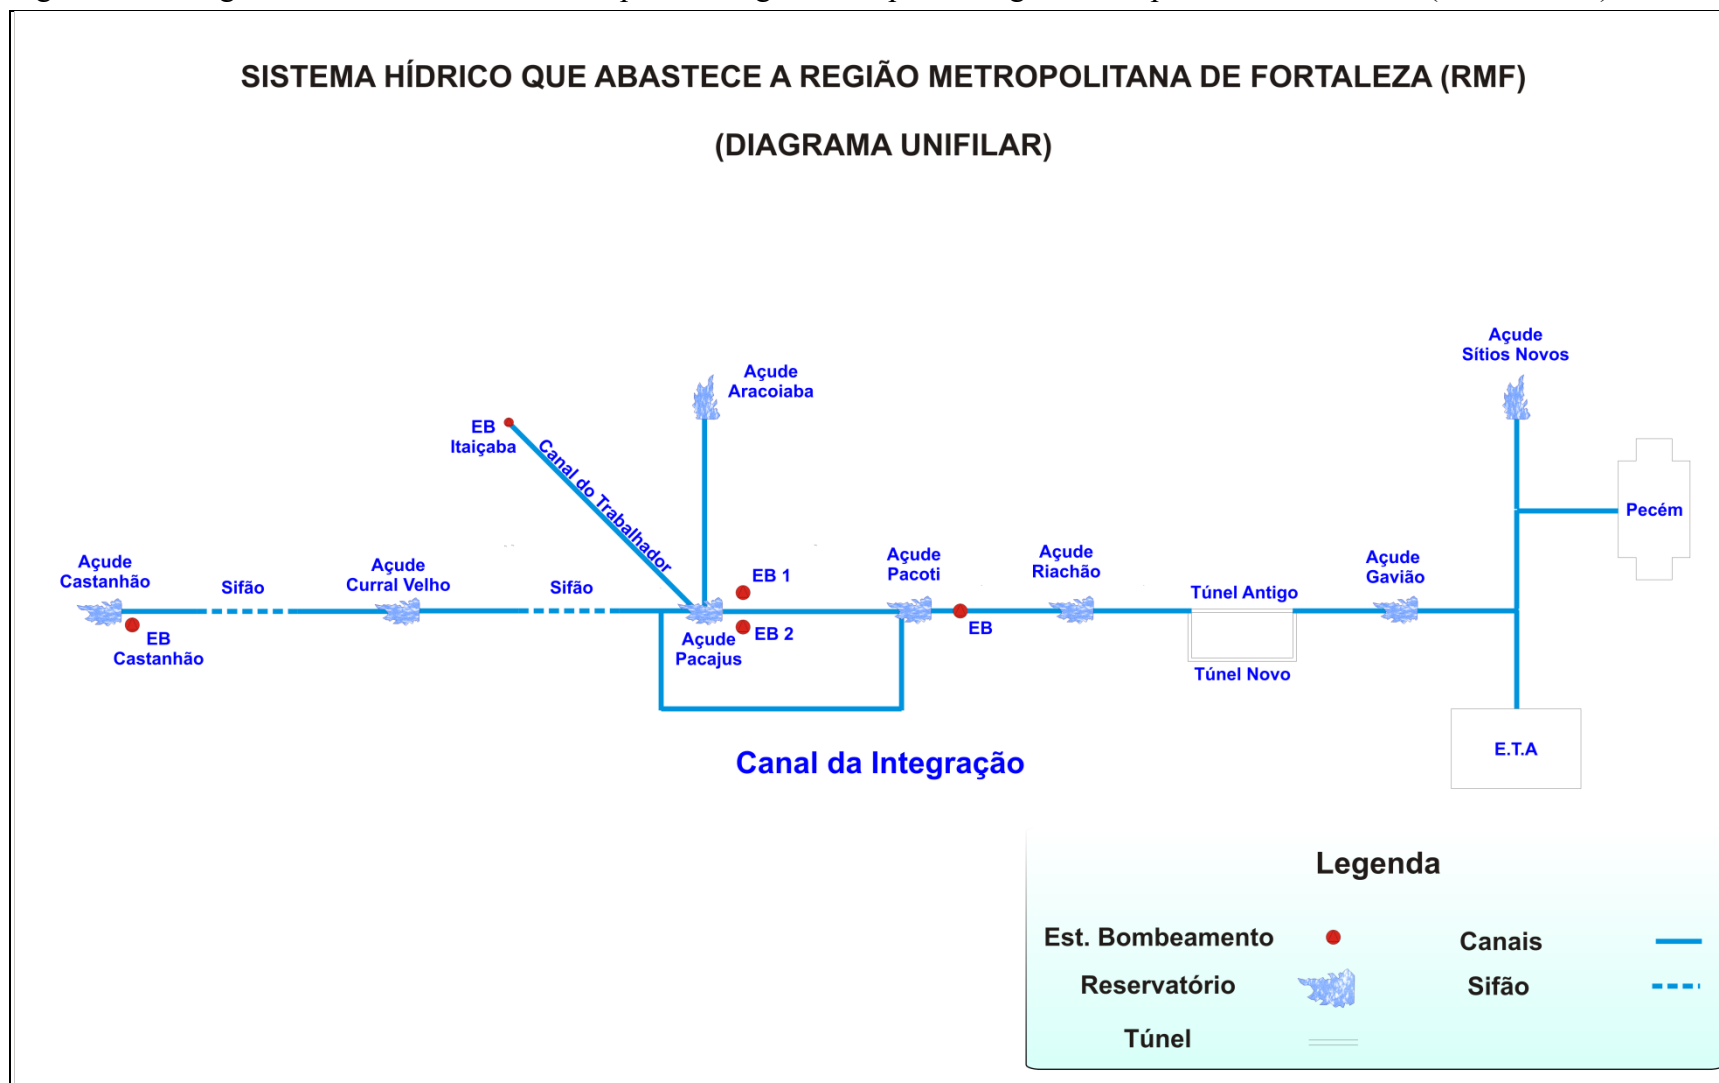 SISTEMA HÍDRICO QUE ABASTECE A REGIÃO METROPOLITANA DE FORTALEZA (RMF)
(DIAGRAMA UNIFILAR)
Açude
Sítios Novos
Açude
Aracoiaba
EB
Itaiçaba
Canal do Trabalhador
Pecém
Açude
Castanhão
Sifão
Açude
Curral Velho
Sifão
EB 1
Açude
Pacoti
Açude
Riachão
Túnel Antigo
Açude
Gavião
EB
Castanhão
Açude
Pacajus
EB 2
EB
Túnel Novo
Canal da Integração
E.T.A
Legenda
Est. Bombeamento
Canais
Reservatório
Sifão
Túnel